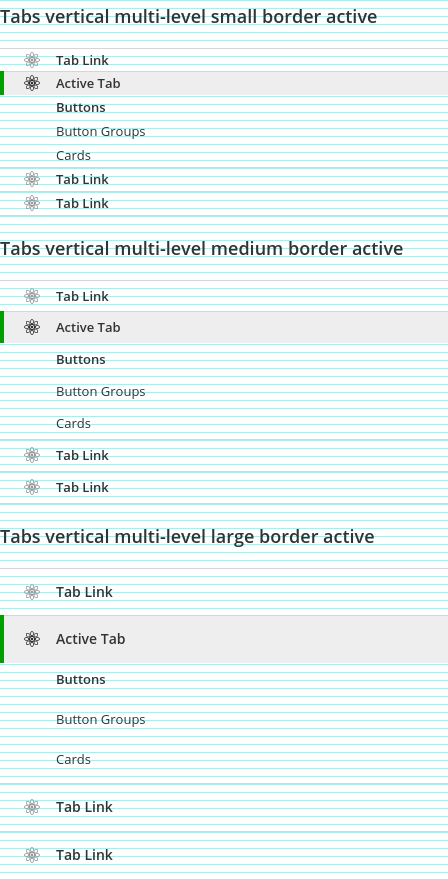 Tabs vertical multi-level small border active
Tab Link
Active Tab
Buttons
Button Groups
Cards
Tab Link
Tab Link
Tabs vertical multi-level medium border active
Tab Link
Active Tab
Buttons
Button Groups
Cards
Tab Link
Tab Link
Tabs vertical multi-level large border active
Tab Link
Active Tab
Buttons
Button Groups
Cards
Tab Link
Tab Link